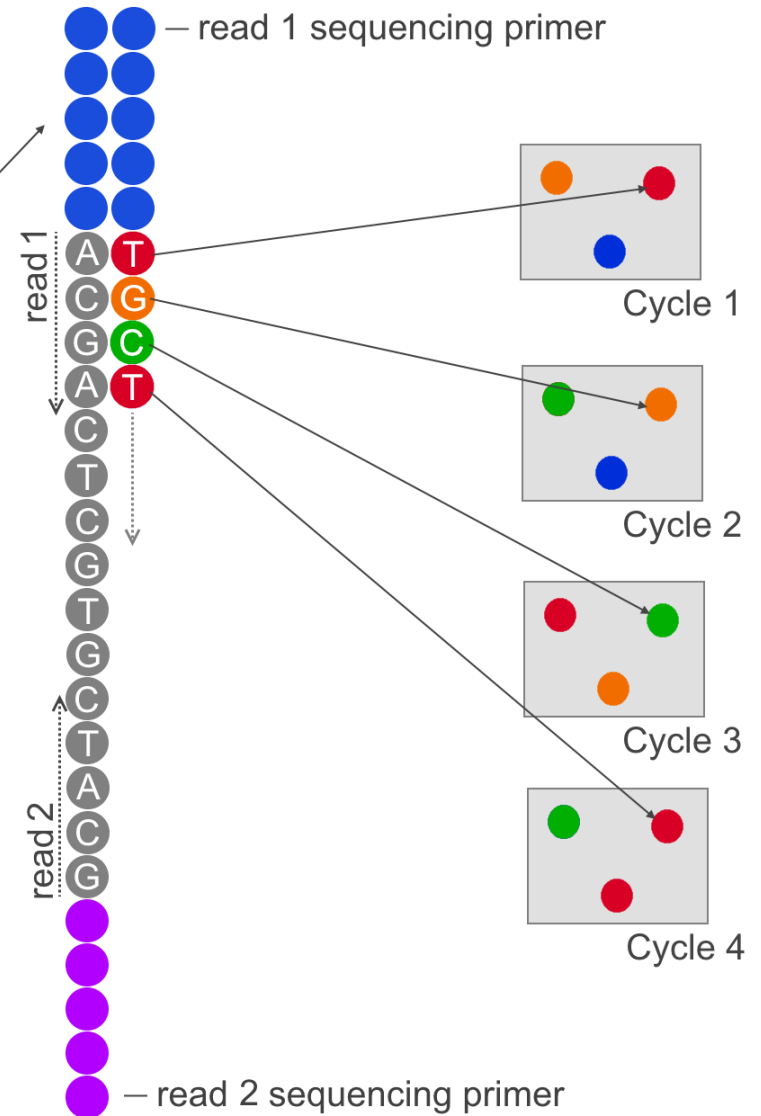 read 1 sequencing primer
read 1
A T
C G
G C
A T
C
T
C
G
T
G
C
T
A
C
G
read 2
read 2 sequencing primer
Cycle 1
Cycle 2
Cycle 3
Cycle 4